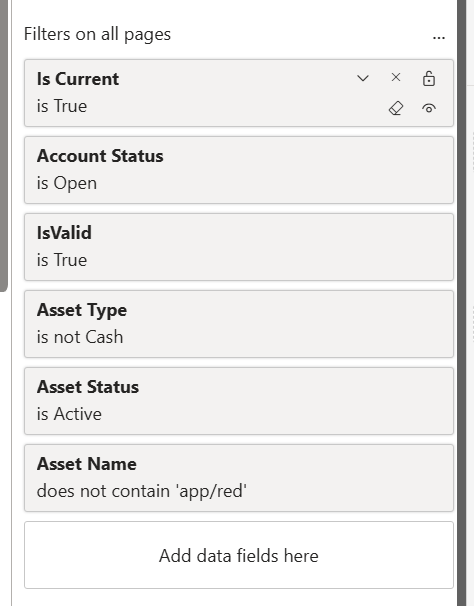 Filters on all pages
...
Is Current
is True
Account Status
is Open
IsValid
is True
Asset Type
is not Cash
Asset Status
is Active
Asset Name
does not contain 'app/red'
Add data fields here